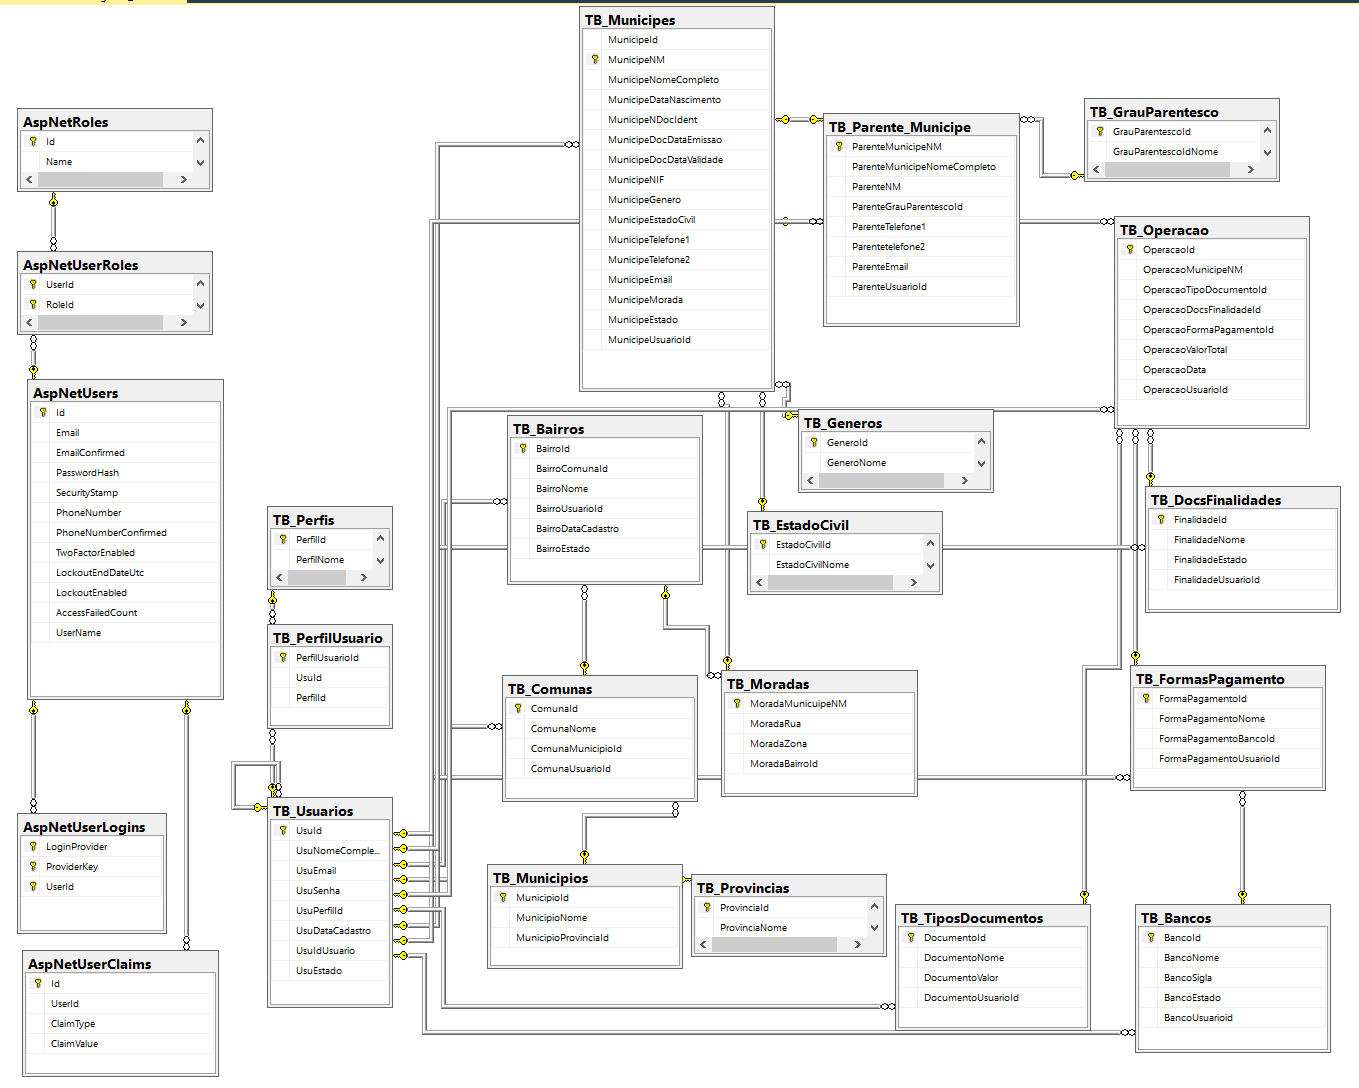 TB_Municipes
MunicipeId
MunicipeNM
MunicipeNomeCompleto
MunicipeDataNascimento
MunicipeNDocIdent
MunicipeDocDataEmissao
MunicipeDocDataValidade
MunicipeNIF
MunicipeGenero
MunicipeEstadoCivil
MunicipeTelefone1
MunicipeTelefone2
MunicipeEmail
MunicipeMorada
MunicipeEstado
MunicipeUsuarioId
AspNetRoles
Id
Name
TB_Parente_Municipe
ParenteMunicipeNM
ParenteMunicipeNomeCompleto
ParenteNM
ParenteGrauParentescoId
ParenteTelefone1
Parentetelefone2
ParenteEmail
ParenteUsuarioId
TB_GrauParentesco
GrauParentescoId
GrauParentescoIdNome
TB_Operacao
OperacaoId
OperacaoMunicipeNM
OperacaoTipoDocumentoId
OperacaoDocsFinalidadeId
OperacaoFormaPagamentoId
OperacaoValorTotal
OperacaoData
OperacaoUsuarioId
AspNetUserRoles
UserId
RoleId
AspNetUsers
Id
Email
EmailConfirmed
PasswordHash
SecurityStamp
PhoneNumber
PhoneNumberConfirmed
TwoFactorEnabled
LockoutEndDateUtc
LockoutEnabled
AccessFailedCount
UserName
TB_Bairros
BairroId
BairroComunaId
BairroNome
BairroUsuarioId
BairroDataCadastro
BairroEstado
TB_Generos
GeneroId
GeneroNome
TB_Perfis
PerfilId
PerfilNome
TB_EstadoCivil
EstadoCivilId
EstadoCivilNome
TB_DocsFinalidades
FinalidadeId
FinalidadeNome
FinalidadeEstado
FinalidadeUsuarioId
TB_PerfilUsuario
PerfilUsuarioId
UsuId
PerfilId
TB_Comunas
ComunaId
ComunaNome
ComunaMunicipioId
ComunaUsuarioId
TB_Moradas
MoradaMunicuipeNM
MoradaRua
MoradaZona
MoradaBairroId
TB_FormasPagamento
FormaPagamentoId
FormaPagamentoNome
FormaPagamentoBancoId
FormaPagamentoUsuarioId
AspNetUserLogins
LoginProvider
ProviderKey
UserId
TB_Usuarios
UsuId
UsuNomeComple...
UsuEmail
UsuSenha
UsuPerfilId
UsuDataCadastro
UsuIdUsuario
UsuEstado
TB_Municipios
MunicipioId
MunicipioNome
MunicipioProvinciaId
TB_Provincias
ProvinciaId
ProvinciaNome
TB_TiposDocumentos
DocumentoId
DocumentoNome
DocumentoValor
DocumentoUsuarioId
TB_Bancos
BancoId
BancoNome
BancoSigla
BancoEstado
BancoUsuarioid
AspNetUserClaims
Id
UserId
ClaimType
ClaimValue